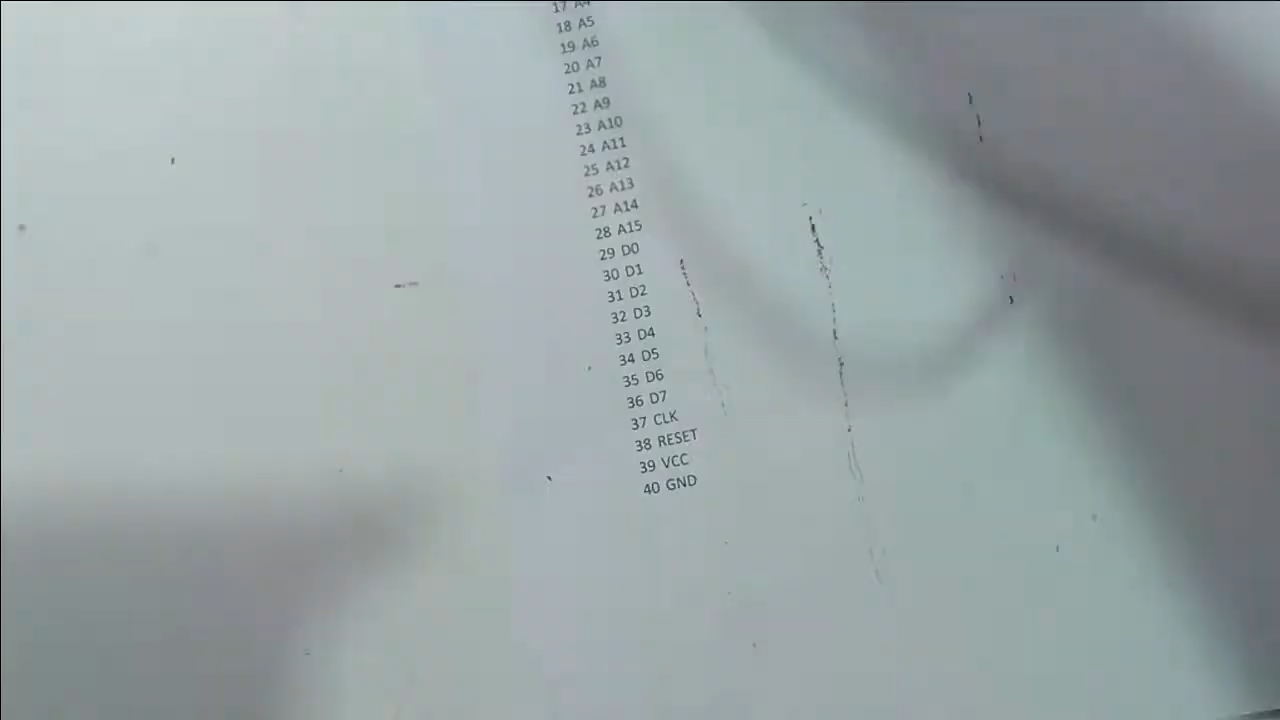 17 A4
18 A5
19 A6
20 A7
21 A8
22 A9
23 A10
24 A11
25 A12
26 A13
27 A14
28 A15
29 D0
30 D1
31 D2
32 D3
33 D4
34 D5
35 D6
36 D7
37 CLK
38 RESET
39 VCC
40 GND